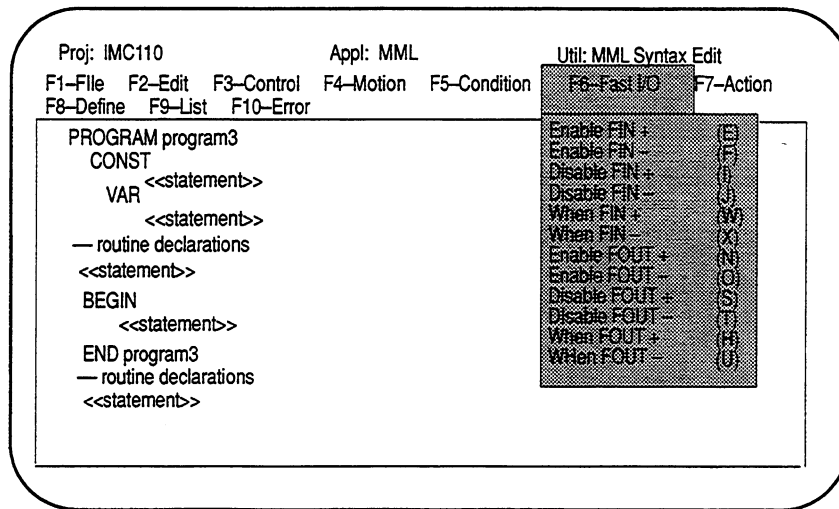 Proj: IMC110 Appl: MML Util: MML Syntax Edit
F1–File F2–Edit F3–Control F4–Motion F5–Condition F6–Fast I/O F7–Action
F8–Define F9–List F10–Error
PROGRAM program3
CONST
<<statement>>
VAR
<<statement>>
— routine declarations
<<statement>>
BEGIN
<<statement>>
END program3
— routine declarations
<<statement>>
Enable FIN + (E)
Enable FIN – (F)
Disable FIN + (I)
Disable FIN – (J)
When FIN + (W)
When FIN – (X)
Enable FOUT + (N)
Enable FOUT – (O)
Disable FOUT + (S)
Disable FOUT – (T)
When FOUT + (H)
WHen FOUT – (U)